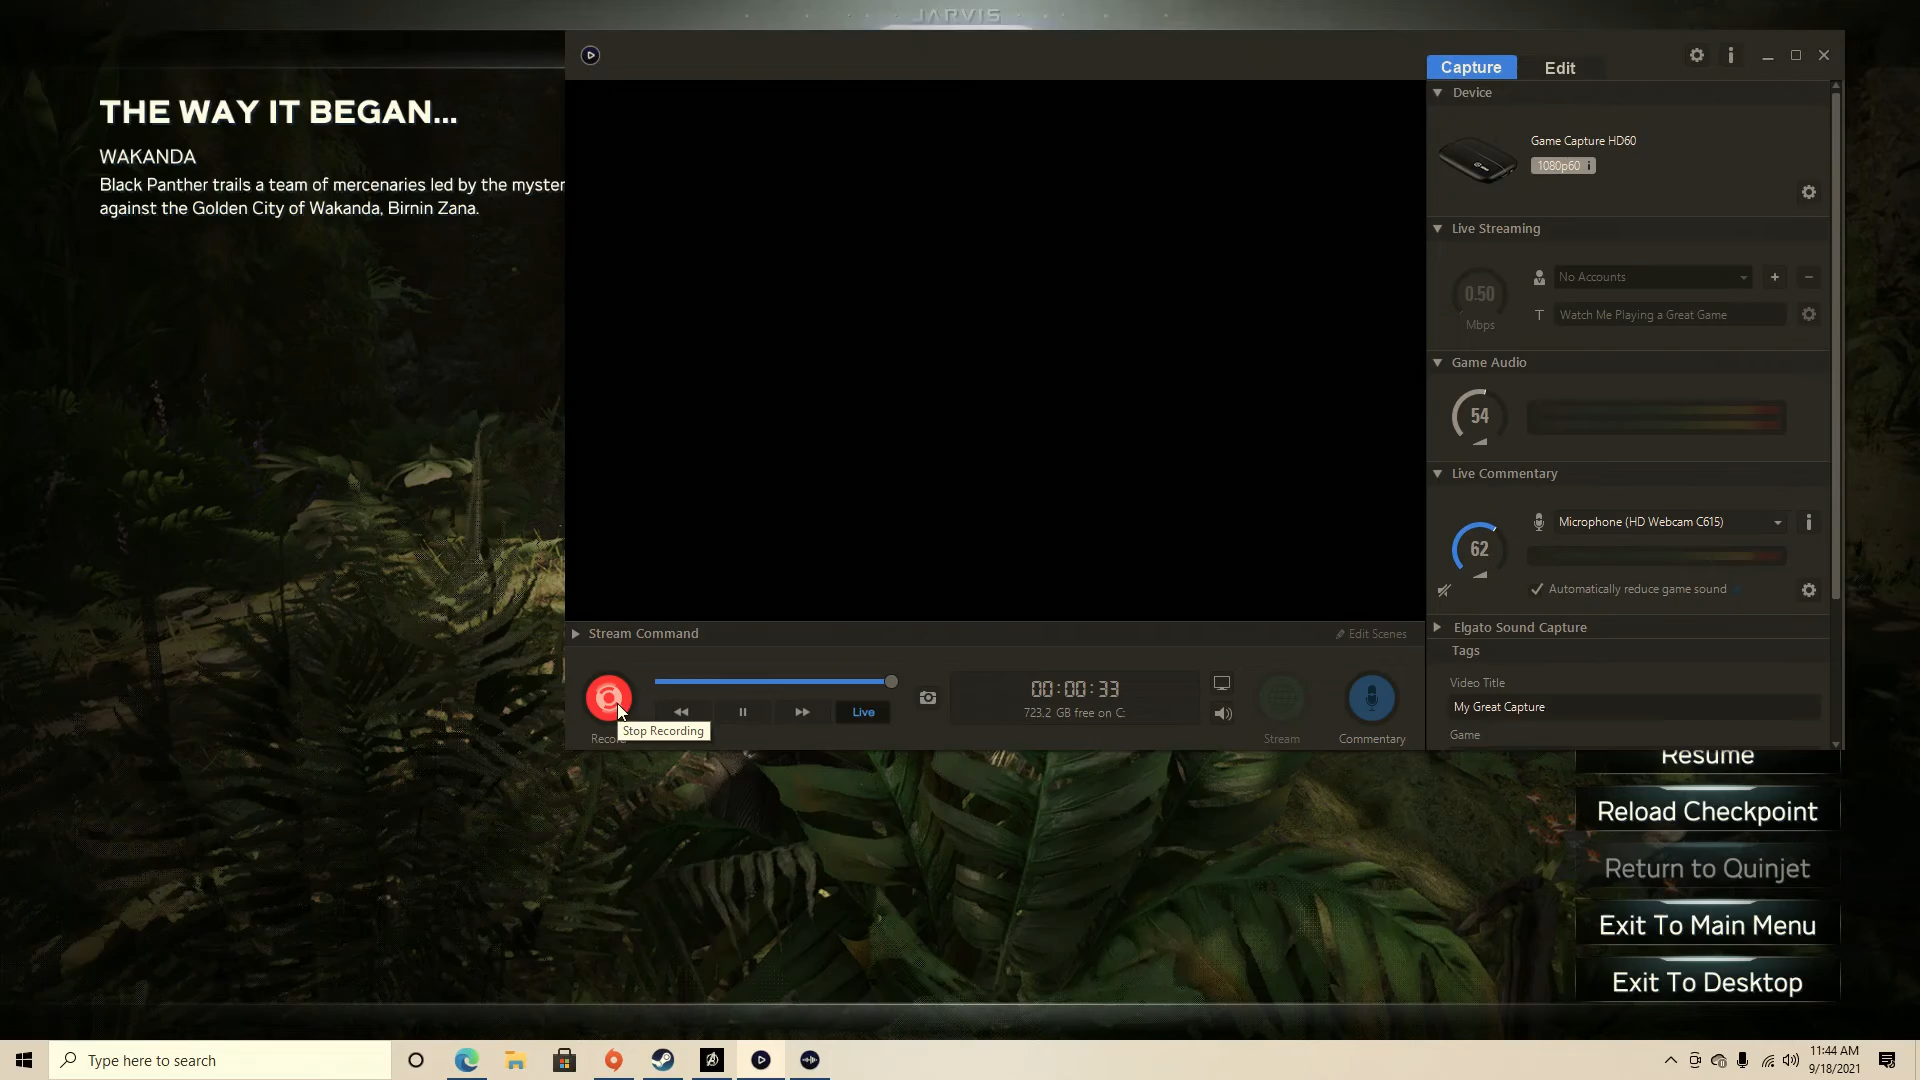 JARVIS
THE WAY IT BEGAN...
WAKANDA
Black Panther trails a team of mercenaries led by the myster
against the Golden City of Wakanda, Birnin Zana.
Capture
Edit
Device
Game Capture HD60
1080p60 i
Live Streaming
0.50
Mbps
No Accounts
+
−
T
Watch Me Playing a Great Game
Game Audio
54
Live Commentary
Microphone (HD Webcam C615)
62
Automatically reduce game sound
Elgato Sound Capture
Tags
Video Title
My Great Capture
Game
Stream Command
Edit Scenes
Live
00:00:33
723.2 GB free on C:
Record
Stop Recording
Stream
Commentary
Resume
Reload Checkpoint
Return to Quinjet
Exit To Main Menu
Exit To Desktop
Type here to search
11:44 AM
9/18/2021